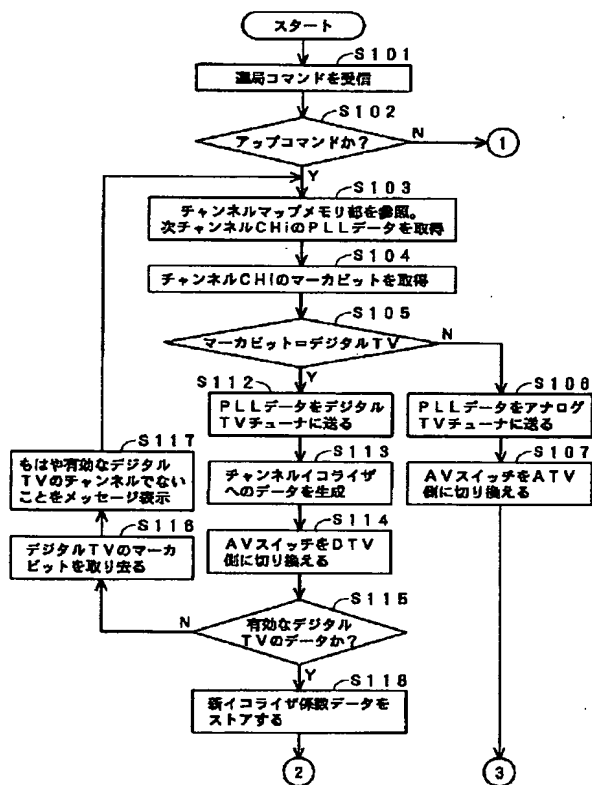 スタート
S101
選局コマンドを受信
S102
アップコマンドか?
N
1
Y
S103
チャンネルマップメモリ部を参照。
次チャンネルCHiのPLLデータを取得
S104
チャンネルCHiのマーカビットを取得
S105
マーカビット=デジタルTV
N
Y
S112
PLLデータをデジタル
TVチューナに送る
S106
PLLデータをアナログ
TVチューナに送る
S117
もはや有効なデジタル
TVのチャンネルでない
ことをメッセージ表示
S113
チャンネルイコライザ
へのデータを生成
S107
AVスイッチをATV
側に切り換える
S116
デジタルTVのマーカ
ビットを取り去る
S114
AVスイッチをDTV
側に切り換える
S115
有効なデジタル
TVのデータか?
N
Y
S118
新イコライザ係数データを
ストアする
2
3